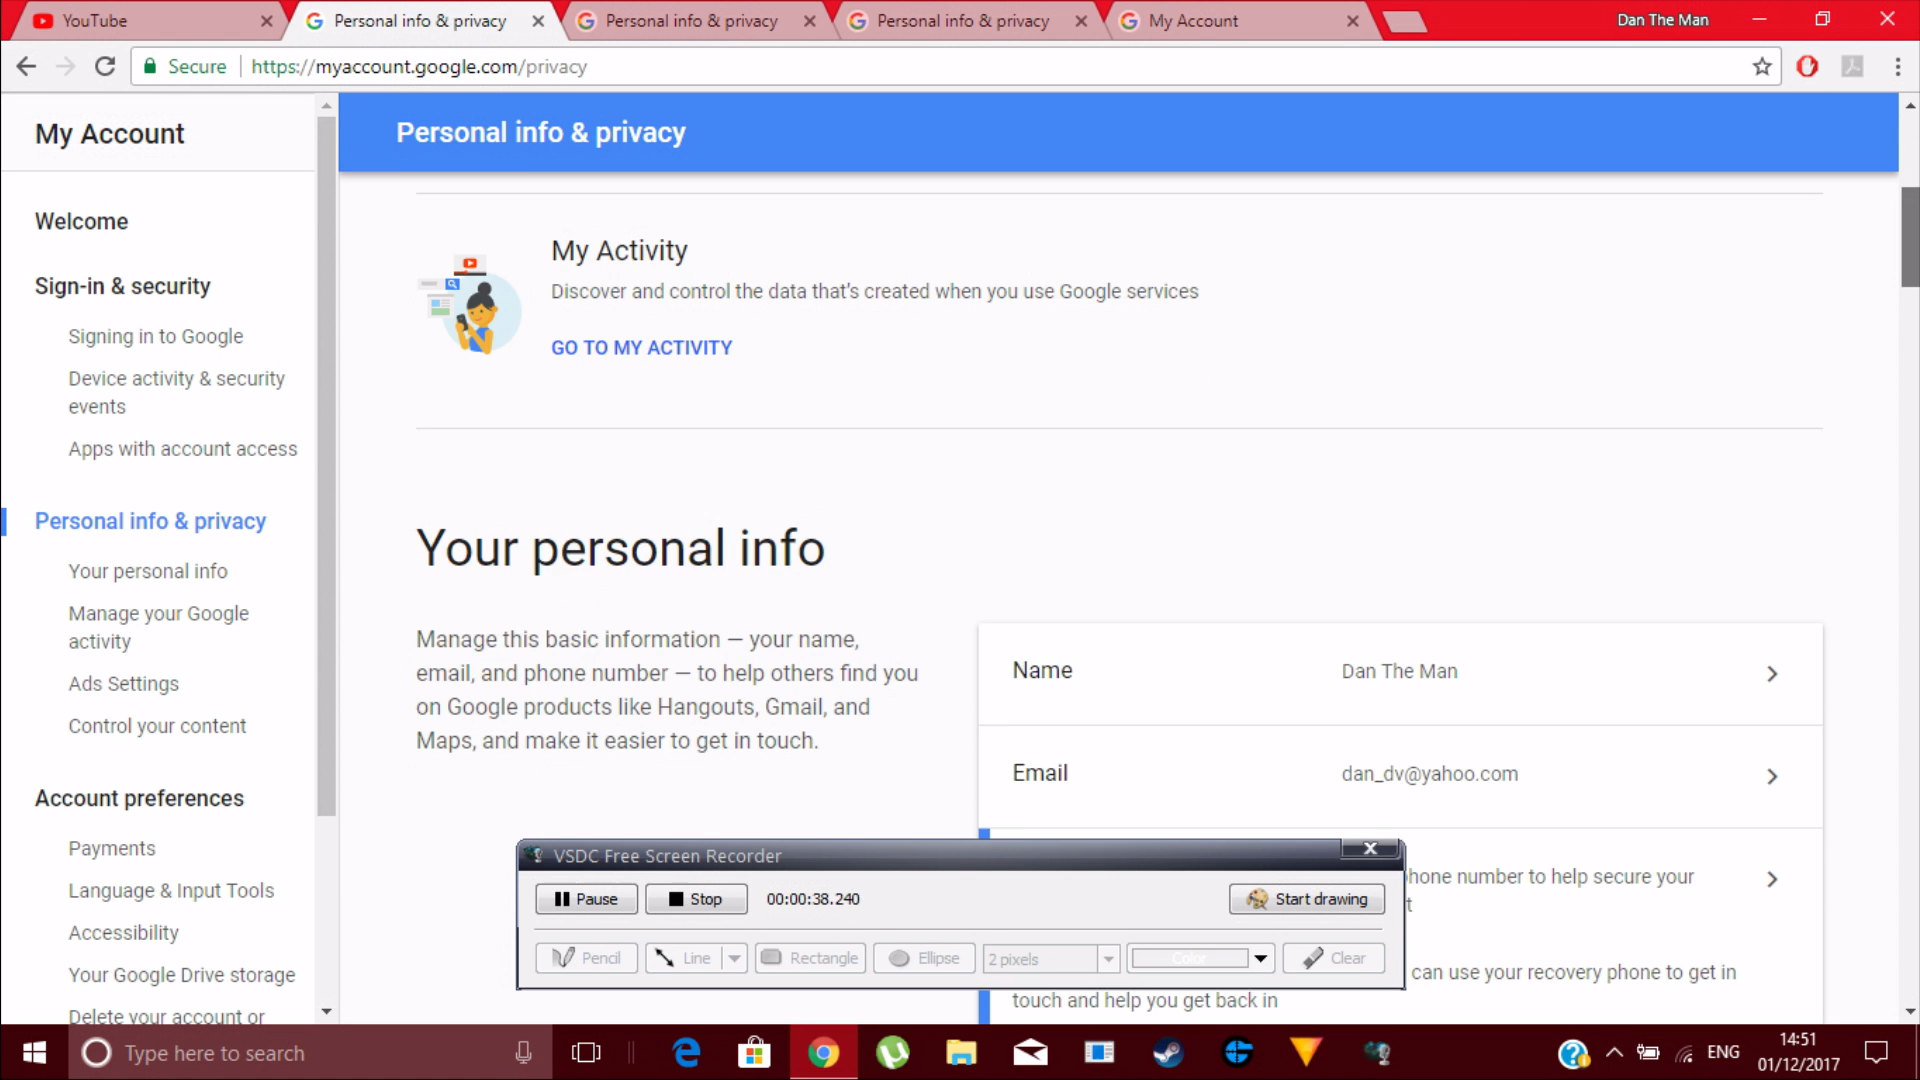 YouTube
Personal info & privacy
Personal info & privacy
Personal info & privacy
My Account
Dan The Man
Secure
https://myaccount.google.com/privacy
My Account
Welcome
Sign-in & security
Signing in to Google
Device activity & security
events
Apps with account access
Personal info & privacy
Your personal info
Manage your Google
activity
Ads Settings
Control your content
Account preferences
Payments
Language & Input Tools
Accessibility
Your Google Drive storage
Delete your account or
Personal info & privacy
My Activity
Discover and control the data that's created when you use Google services
GO TO MY ACTIVITY
Your personal info
Manage this basic information — your name,
email, and phone number — to help others find you
on Google products like Hangouts, Gmail, and
Maps, and make it easier to get in touch.
Name
Dan The Man
Email
dan_dv@yahoo.com
hone number to help secure your
t
can use your recovery phone to get in
touch and help you get back in
VSDC Free Screen Recorder
Pause
Stop
00:00:38.240
Start drawing
Pencil
Line
Rectangle
Ellipse
2 pixels
Color
Clear
Type here to search
ENG
14:51
01/12/2017